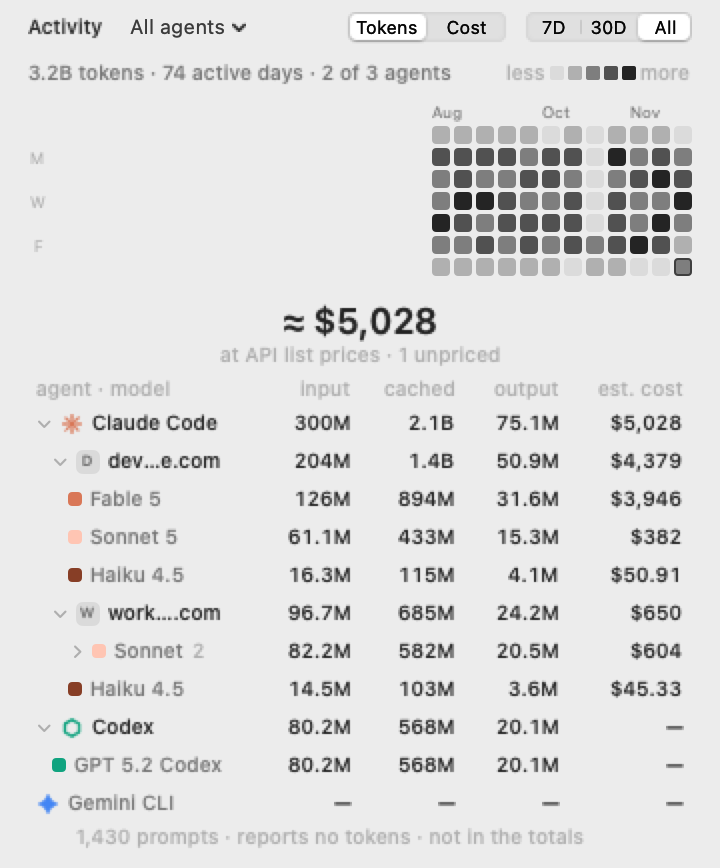 Activity All agents Tokens Cost 7D 30D All
3.2B tokens · 74 active days · 2 of 3 agents less more
Aug Oct Nov
M
W
F
≈ $5,028
at API list prices · 1 unpriced
agent · model input cached output est. cost
Claude Code 300M 2.1B 75.1M $5,028
D dev...e.com 204M 1.4B 50.9M $4,379
Fable 5 126M 894M 31.6M $3,946
Sonnet 5 61.1M 433M 15.3M $382
Haiku 4.5 16.3M 115M 4.1M $50.91
W work....com 96.7M 685M 24.2M $650
Sonnet 2 82.2M 582M 20.5M $604
Haiku 4.5 14.5M 103M 3.6M $45.33
Codex 80.2M 568M 20.1M —
GPT 5.2 Codex 80.2M 568M 20.1M —
Gemini CLI — — — —
1,430 prompts · reports no tokens · not in the totals